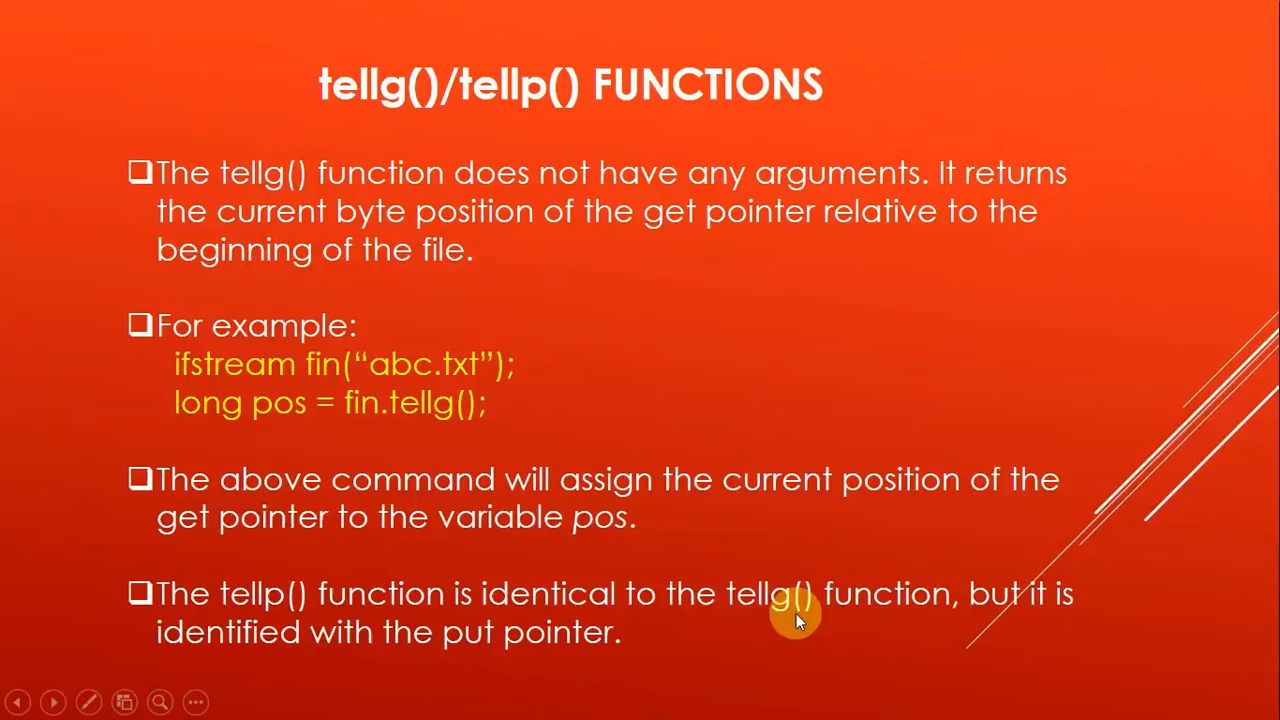 tellg()/tellp() FUNCTIONS
The tellg() function does not have any arguments. It returns
the current byte position of the get pointer relative to the
beginning of the file.
For example:
ifstream fin(“abc.txt”);
long pos = fin.tellg();
The above command will assign the current position of the
get pointer to the variable pos.
The tellp() function is identical to the tellg() function, but it is
identified with the put pointer.